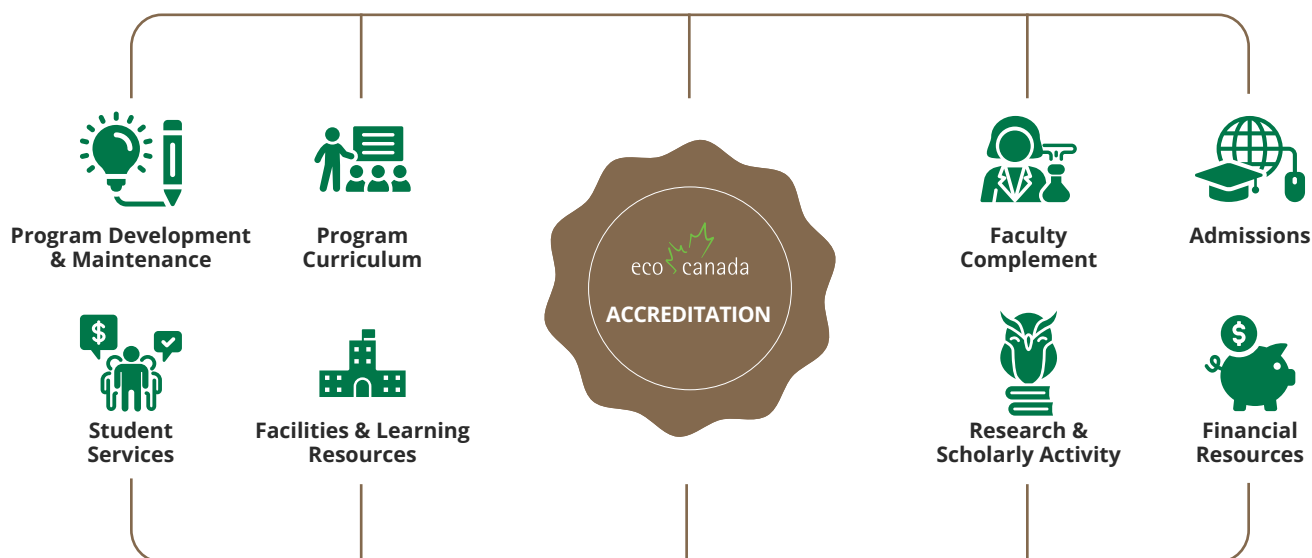 Program Development
& Maintenance
Program
Curriculum
eco canada
ACCREDITATION
Faculty
Complement
Admissions
$
Student
Services
Facilities & Learning
Resources
Research &
Scholarly Activity
$
Financial
Resources